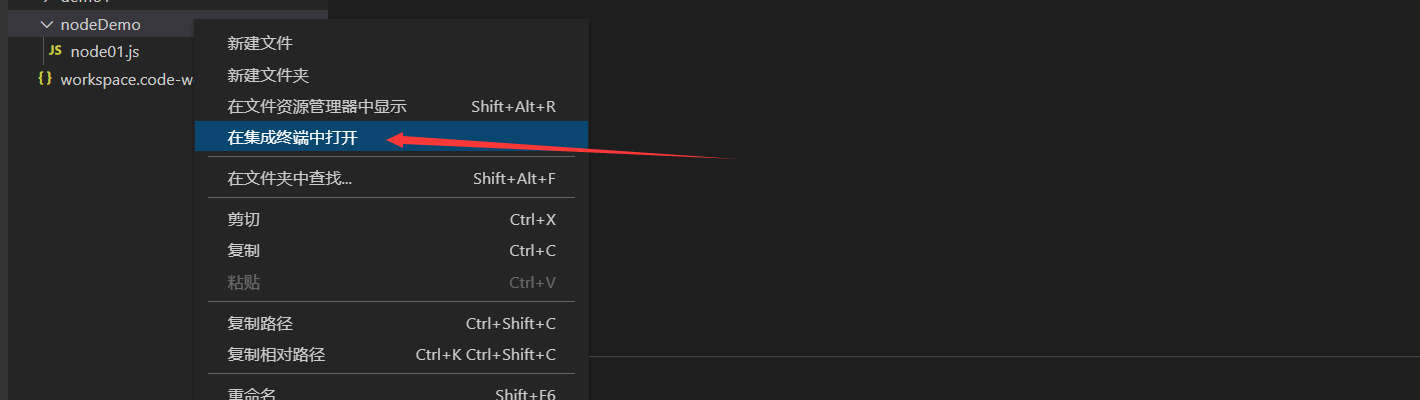 nodeDemo
JS node01.js
{} workspace.code-w
新建文件
新建文件夹
在文件资源管理器中显示 Shift+Alt+R
在集成终端中打开
在文件夹中查找... Shift+Alt+F
剪切 Ctrl+X
复制 Ctrl+C
粘贴 Ctrl+V
复制路径 Ctrl+Shift+C
复制相对路径 Ctrl+K Ctrl+Shift+C
重命名 Shift+F6